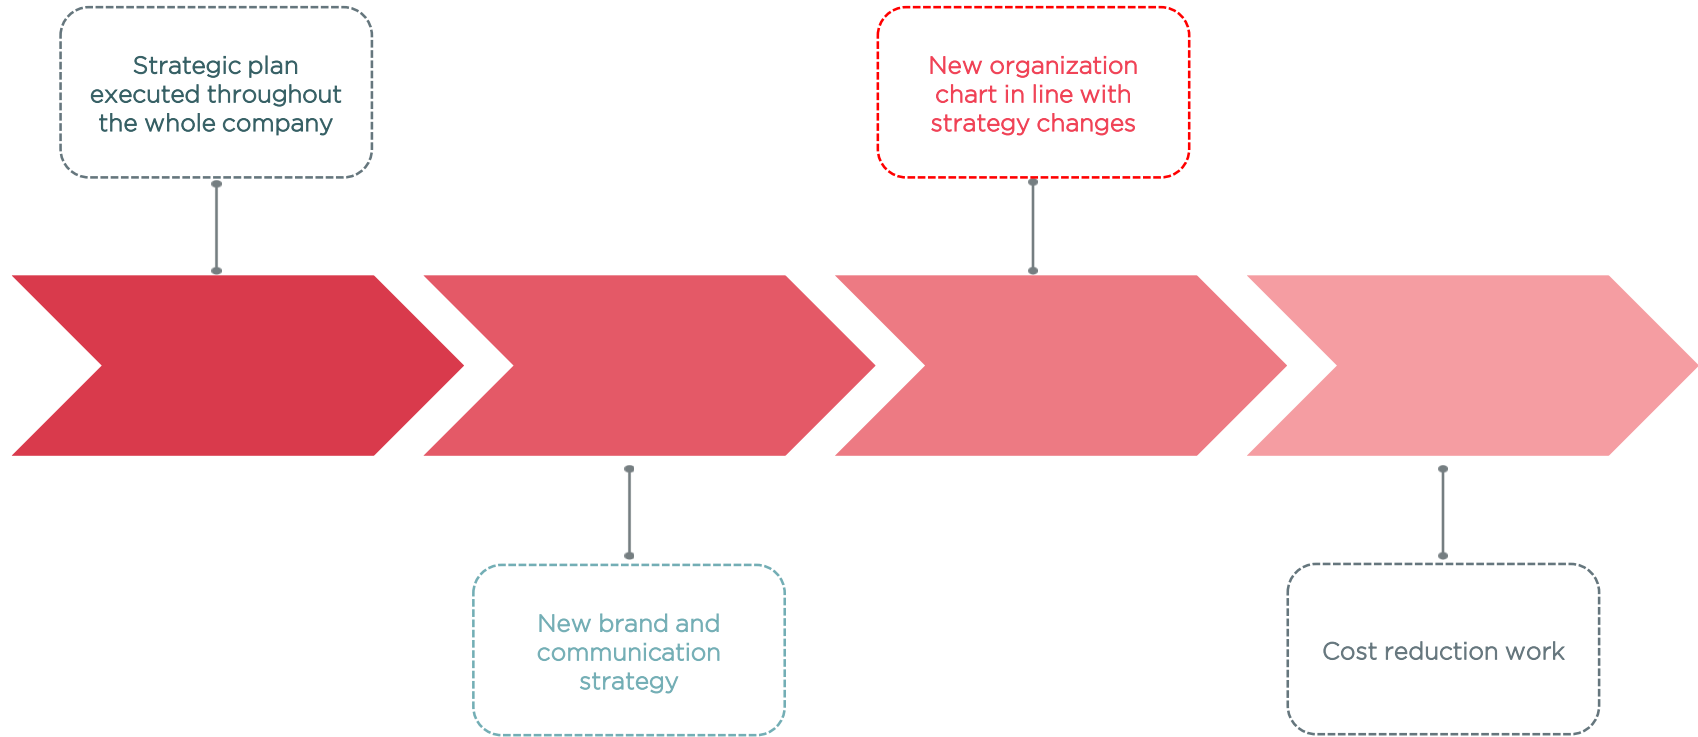 Strategic plan
executed throughout
the whole company
New brand and
communication
strategy
New organization
chart in line with
strategy changes
Cost reduction work